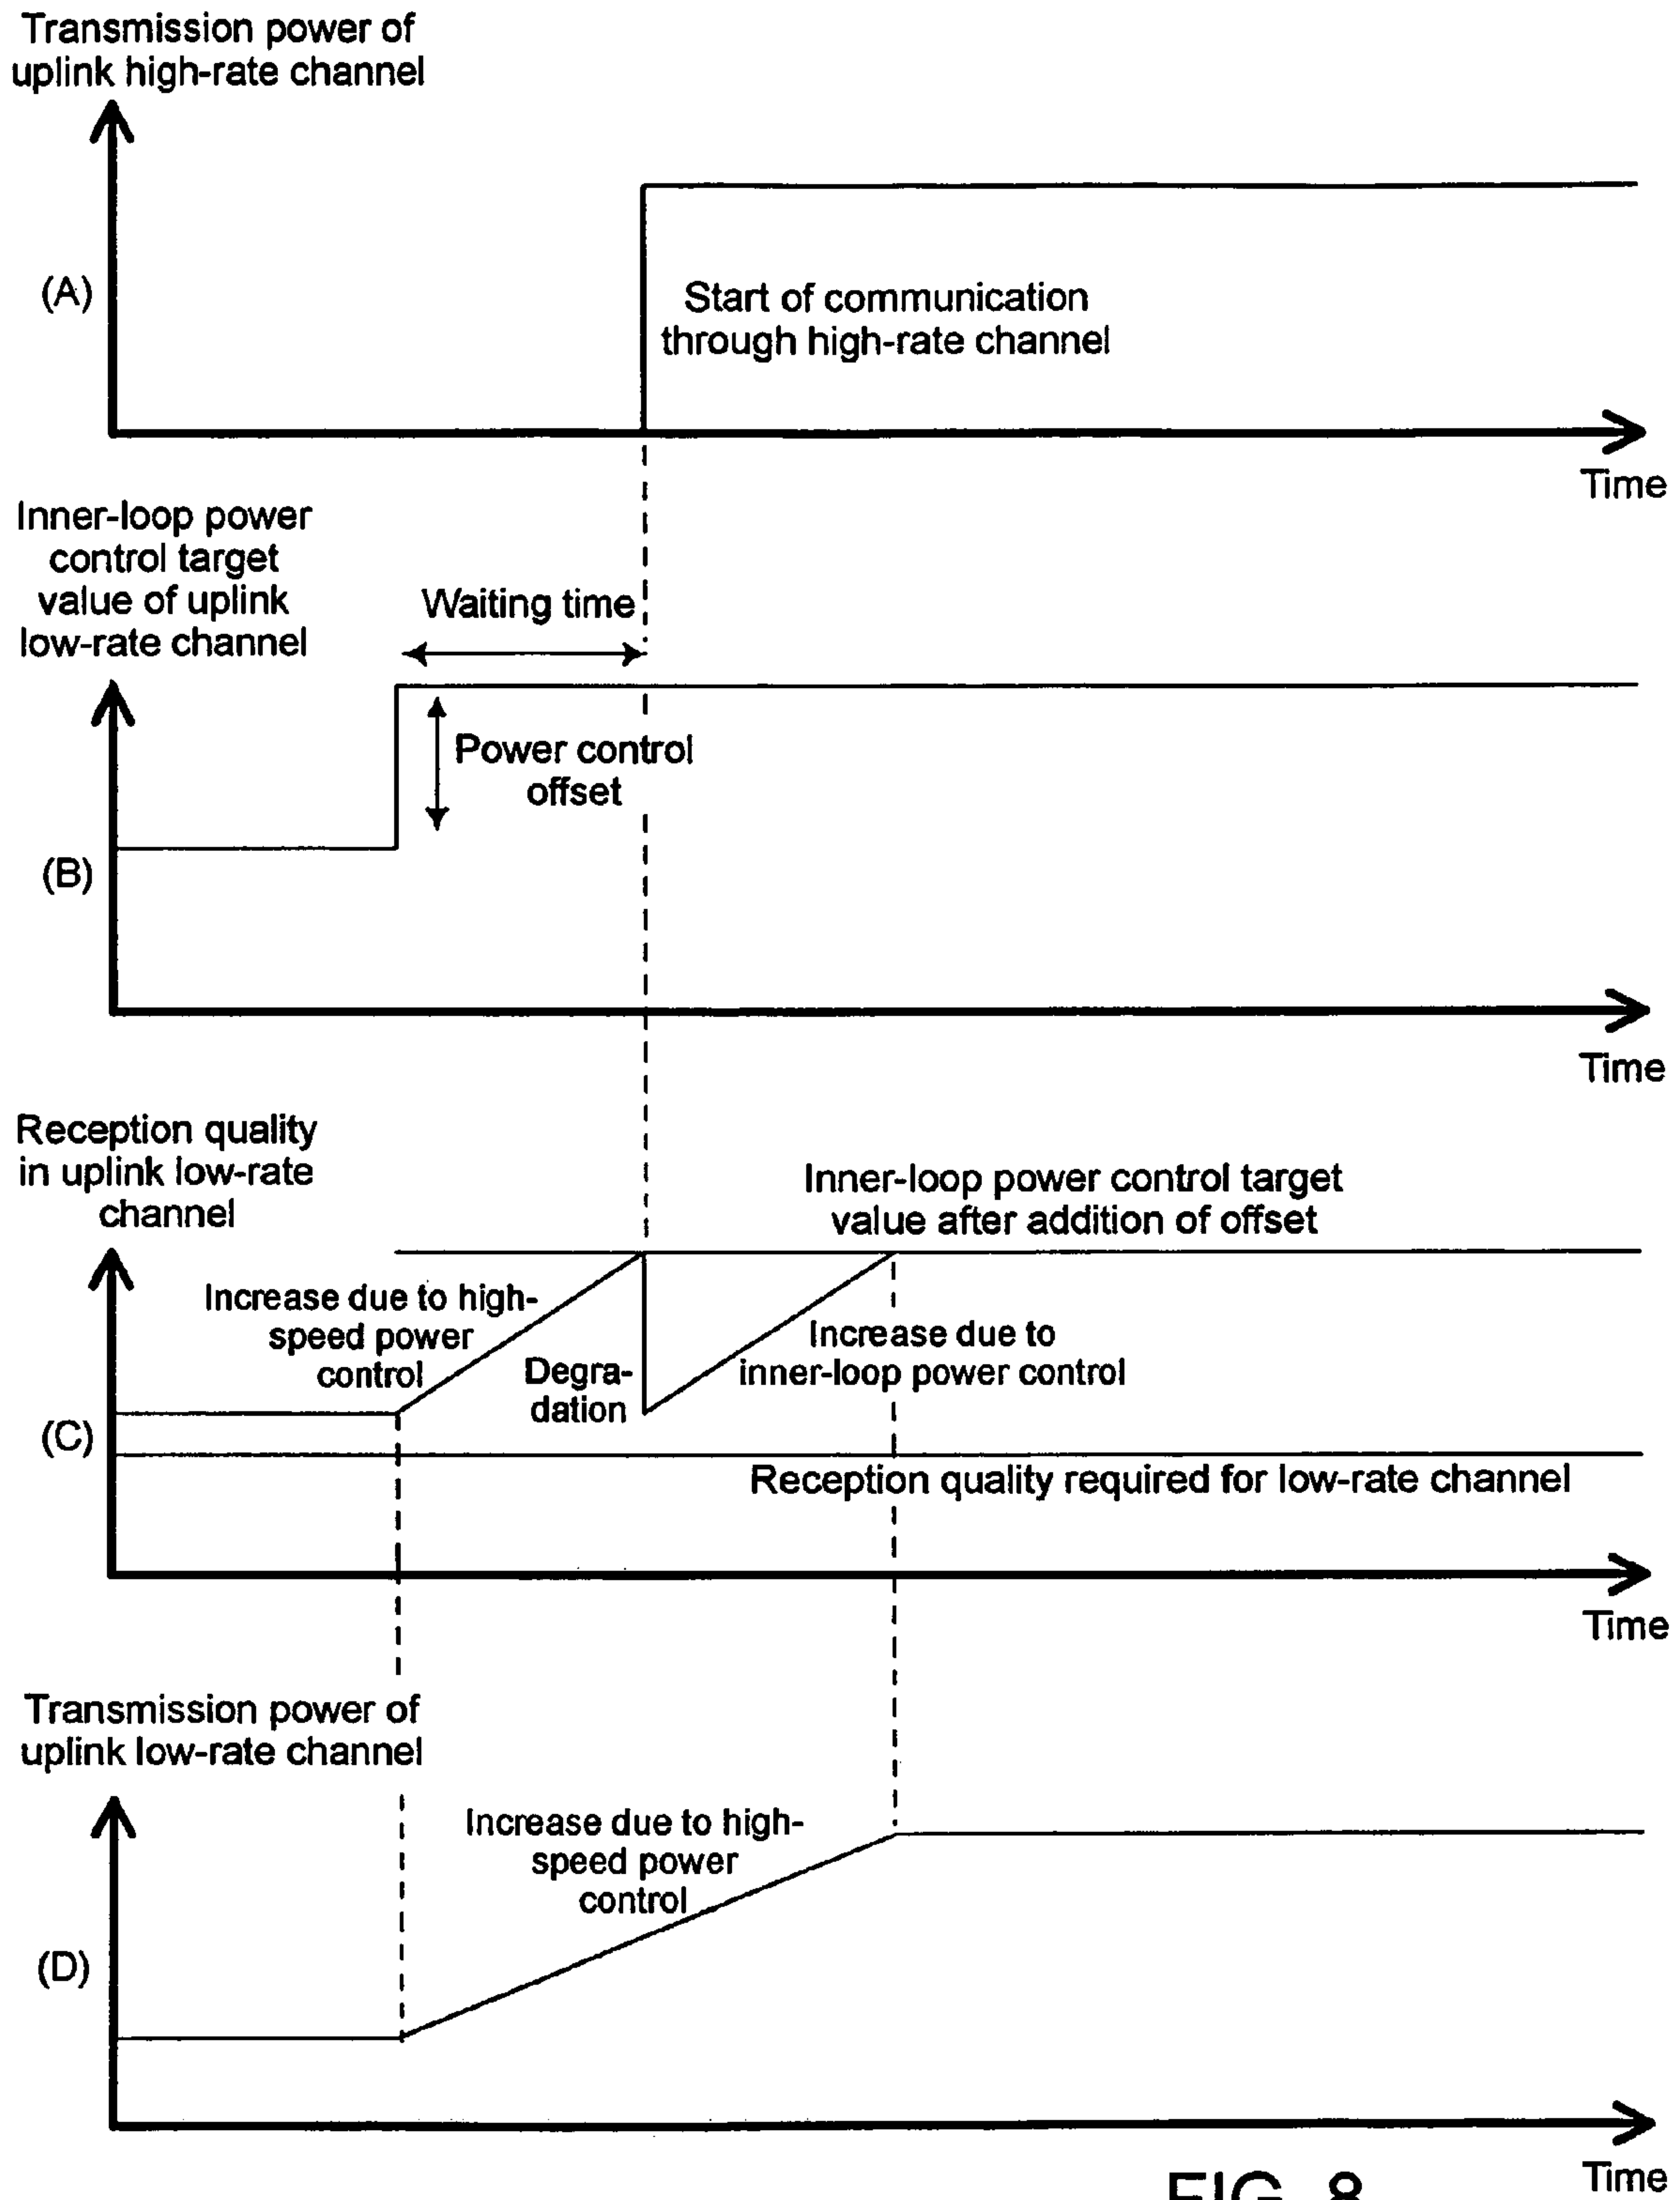 Transmission power of
uplink high-rate channel
(A)
Start of communication
through high-rate channel
Time
Inner-loop power
control target
value of uplink
low-rate channel
Waiting time
Power control
offset
(B)
Time
Reception quality
in uplink low-rate
channel
Inner-loop power control target
value after addition of offset
Increase due to high-
speed power
control
Degra-
dation
Increase due to
inner-loop power control
(C)
Reception quality required for low-rate channel
Time
Transmission power of
uplink low-rate channel
Increase due to high-
speed power
control
(D)
Time
FIG. 8